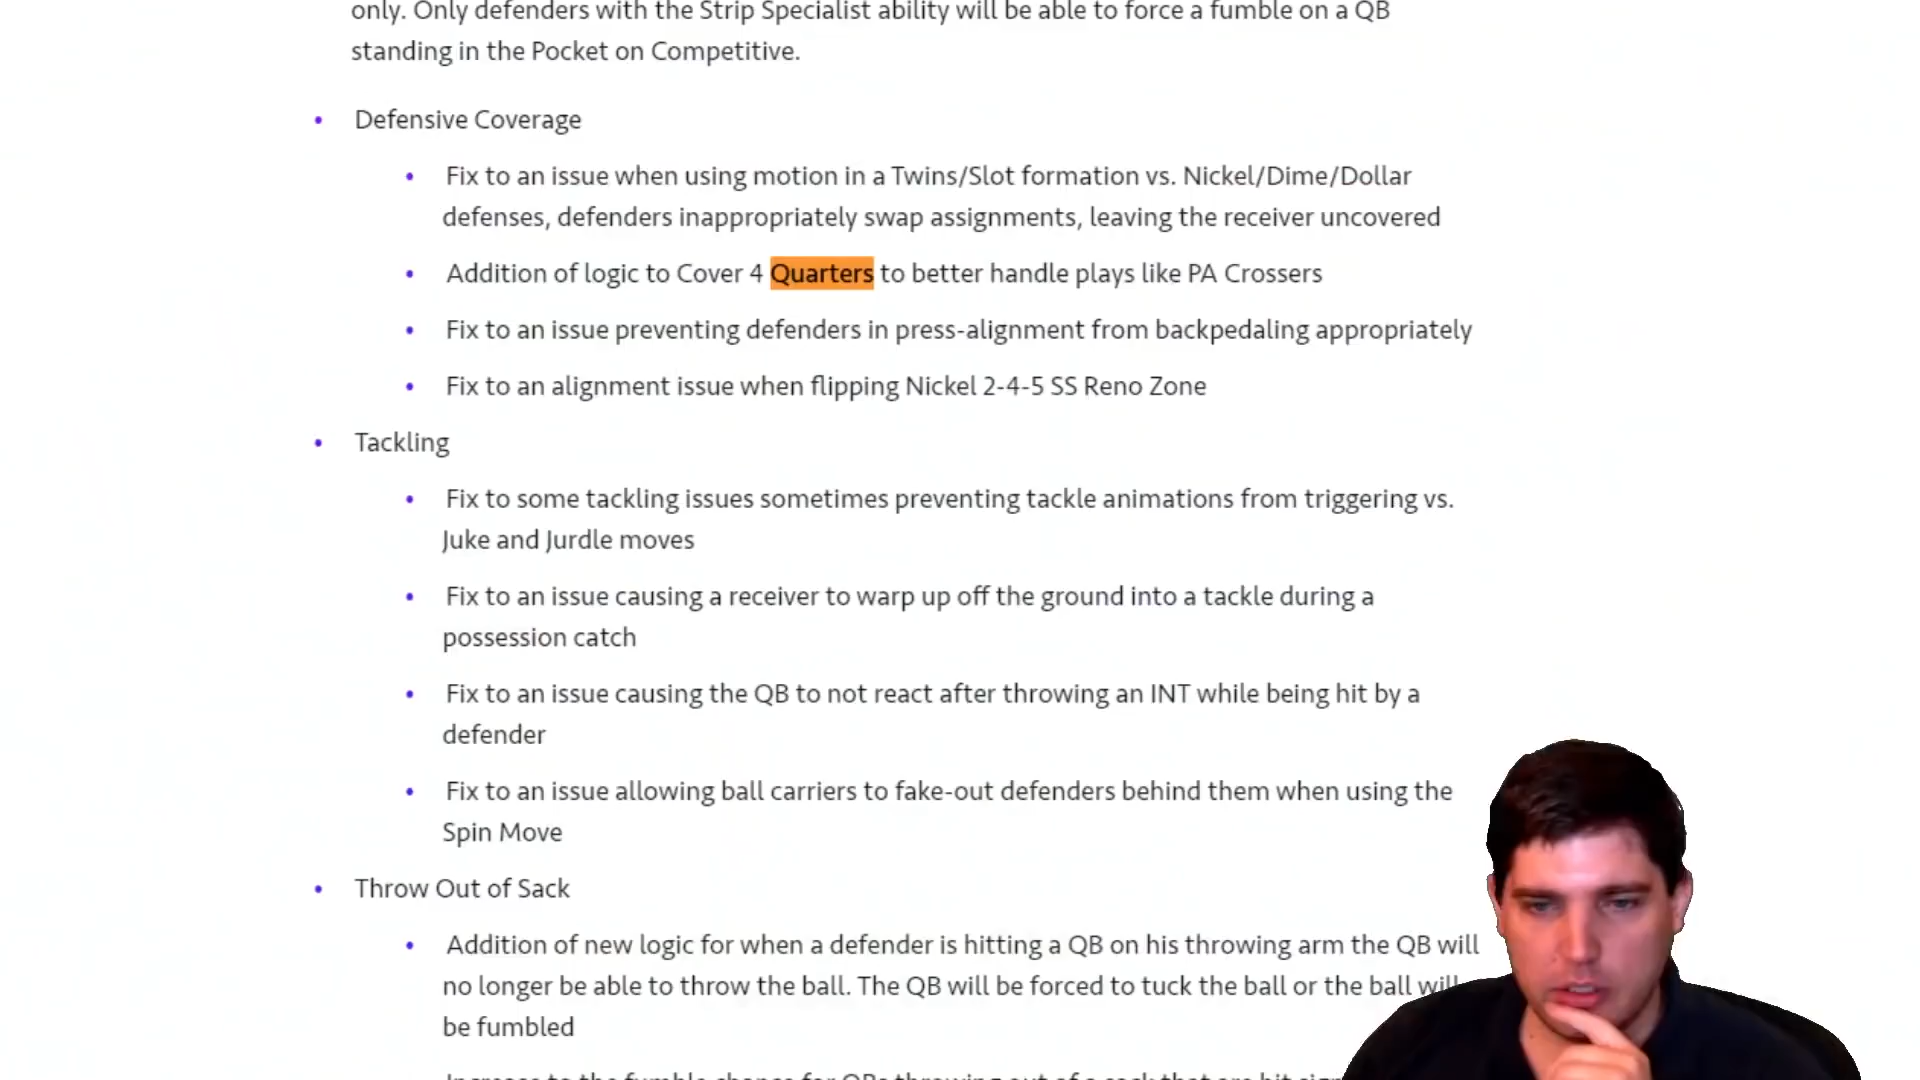 only. Only defenders with the Strip Specialist ability will be able to force a fumble on a QB
standing in the Pocket on Competitive.
Defensive Coverage
Fix to an issue when using motion in a Twins/Slot formation vs. Nickel/Dime/Dollar
defenses, defenders inappropriately swap assignments, leaving the receiver uncovered
Addition of logic to Cover 4 Quarters to better handle plays like PA Crossers
Fix to an issue preventing defenders in press-alignment from backpedaling appropriately
Fix to an alignment issue when flipping Nickel 2-4-5 SS Reno Zone
Tackling
Fix to some tackling issues sometimes preventing tackle animations from triggering vs.
Juke and Jurdle moves
Fix to an issue causing a receiver to warp up off the ground into a tackle during a
possession catch
Fix to an issue causing the QB to not react after throwing an INT while being hit by a
defender
Fix to an issue allowing ball carriers to fake-out defenders behind them when using the
Spin Move
Throw Out of Sack
Addition of new logic for when a defender is hitting a QB on his throwing arm the QB will
no longer be able to throw the ball. The QB will be forced to tuck the ball or the ball will
be fumbled